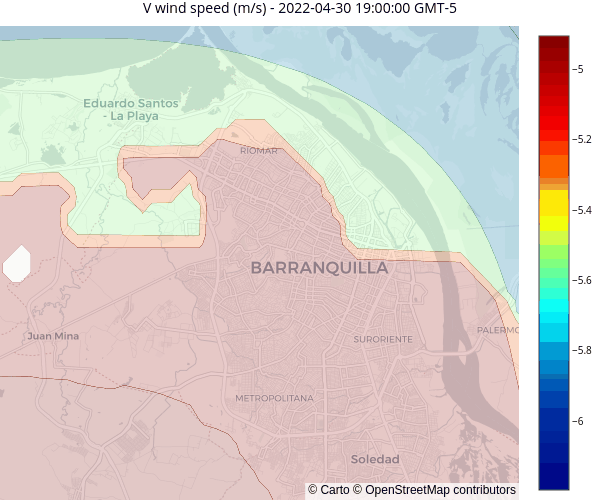 V wind speed (m/s) - 2022-04-30 19:00:00 GMT-5
Eduardo Santos
- La Playa
RIOMAR
BARRANQUILLA
Juan Mina
SURORIENTE
PALERMO
METROPOLITANA
Soledad
© Carto © OpenStreetMap contributors
−5
−5.2
−5.4
−5.6
−5.8
−6